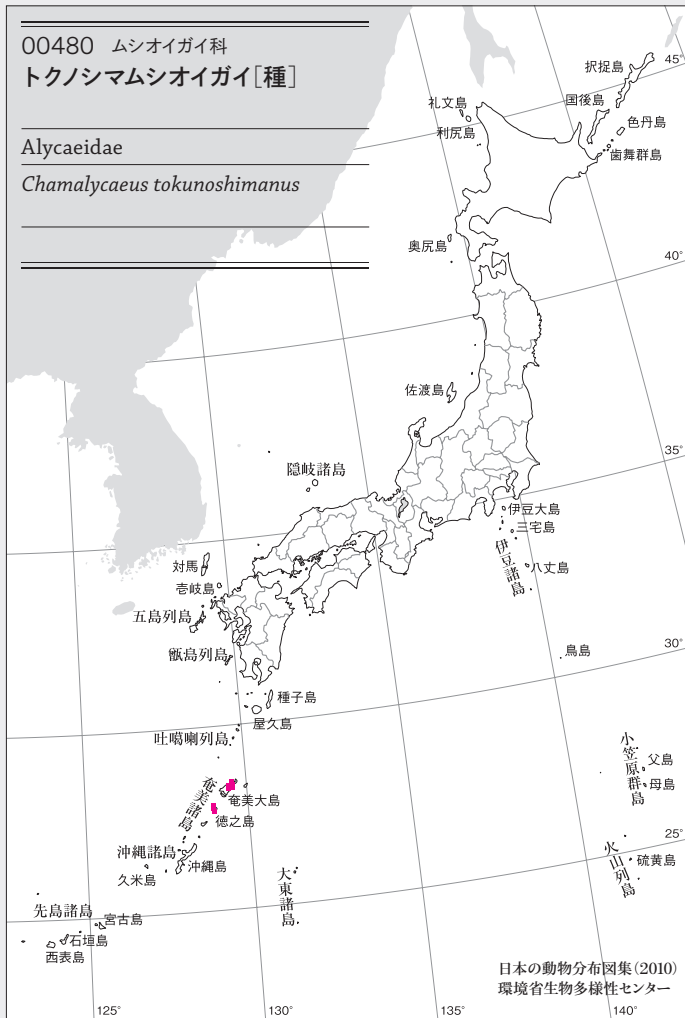 00480 ムシオイガイ科
トクノシマムシオイガイ[種]
Alycaeidae
Chamalycaeus tokunoshimanus
択捉島
45°
国後島
礼文島
色丹島
利尻島
歯舞群島
奥尻島
40°
佐渡島
35°
隠岐諸島
伊豆大島
三宅島
対馬
八丈島
伊豆諸島
壱岐島
五島列島
甑島列島
鳥島
30°
種子島
屋久島
吐噶喇列島
小笠原群島
父島
母島
奄美諸島
奄美大島
徳之島
25°
沖縄諸島
沖縄島
火山列島
硫黄島
久米島
大東諸島
先島諸島
宮古島
石垣島
西表島
日本の動物分布図集(2010)
環境省生物多様性センター
125°
130°
135°
140°